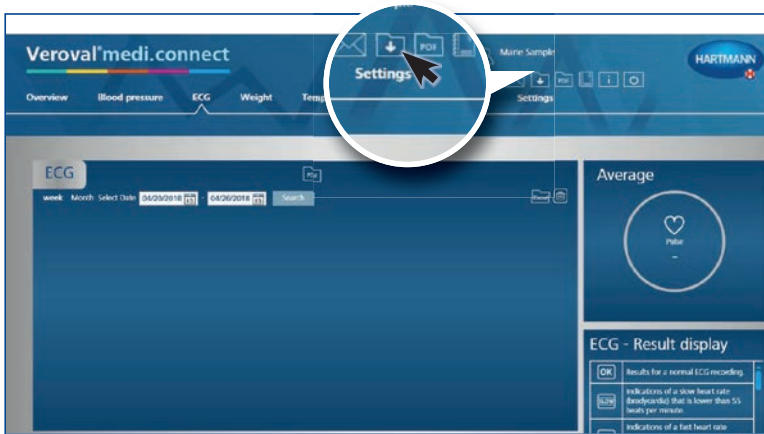 Veroval®medi.connect
PDF
Settings
Marie Sample
PDF
Settings
HARTMANN
Overview Blood pressure ECG Weight Temp
ECG
PDF
week Month Select Date 04/20/2018 - 04/26/2018 Search
Average
Pulse
-
ECG - Result display
OK Results for a normal ECG recording.
SLOW Indications of a slow heart rate
(bradycardia) that is lower than 55
beats per minute.
Indications of a fast heart rate